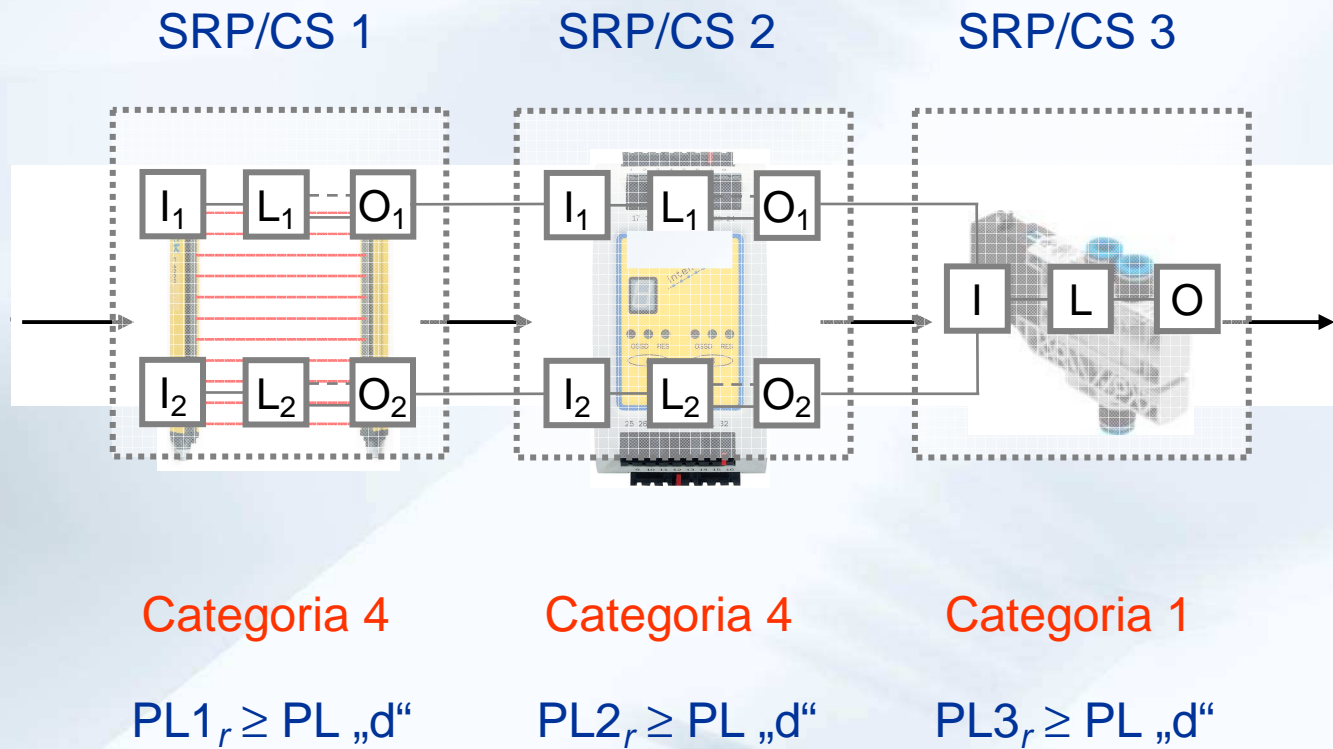 SRP/CS 1 SRP/CS 2 SRP/CS 3
I₁ L₁ O₁ I₁ L₁ O₁
I L O
I₂ L₂ O₂ I₂ L₂ O₂
Categoria 4 Categoria 4 Categoria 1
PL1ᵣ ≥ PL „d“ PL2ᵣ ≥ PL „d“ PL3ᵣ ≥ PL „d“